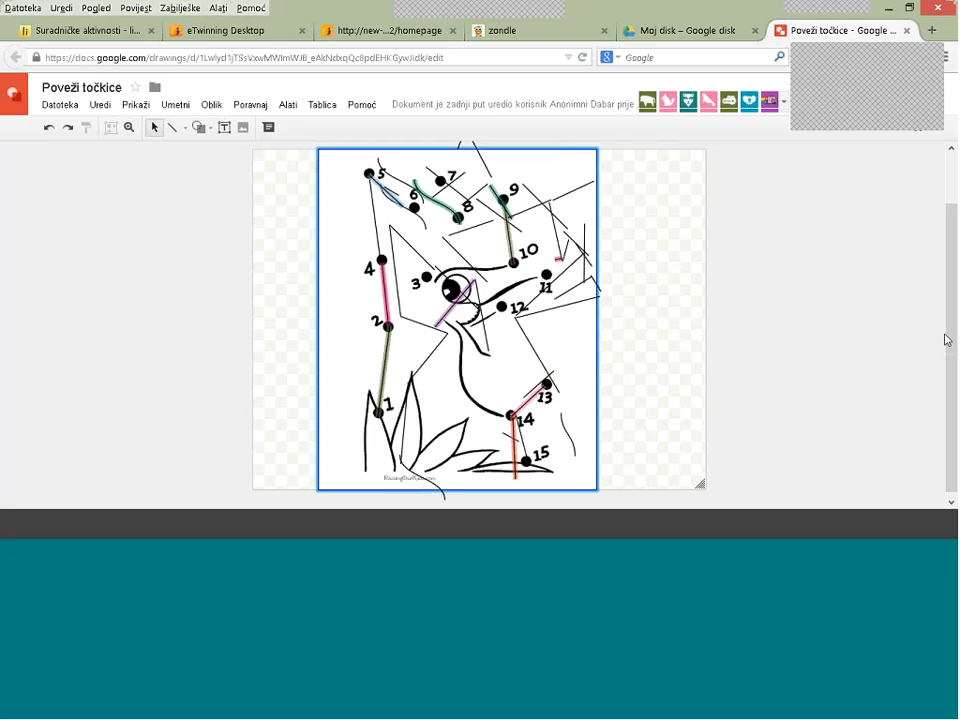 Datoteka Uredi Pogled Povijest Zabilješke Alati Pomoć
Suradničke aktivnosti - li...
eTwinning Desktop
http://new-...2/homepage
zondle
Moj disk – Google disk
Poveži točkice - Google ...
https://docs.google.com/drawings/d/
/edit
Google
Poveži točkice
Datoteka Uredi Prikaži Umetni Oblik Poravnaj Alati Tablica Pomoć
Dokument je zadnji put uredio korisnik Anonimni Dabar prije
5
7
6
8
9
10
4
3
11
12
2
1
13
14
15